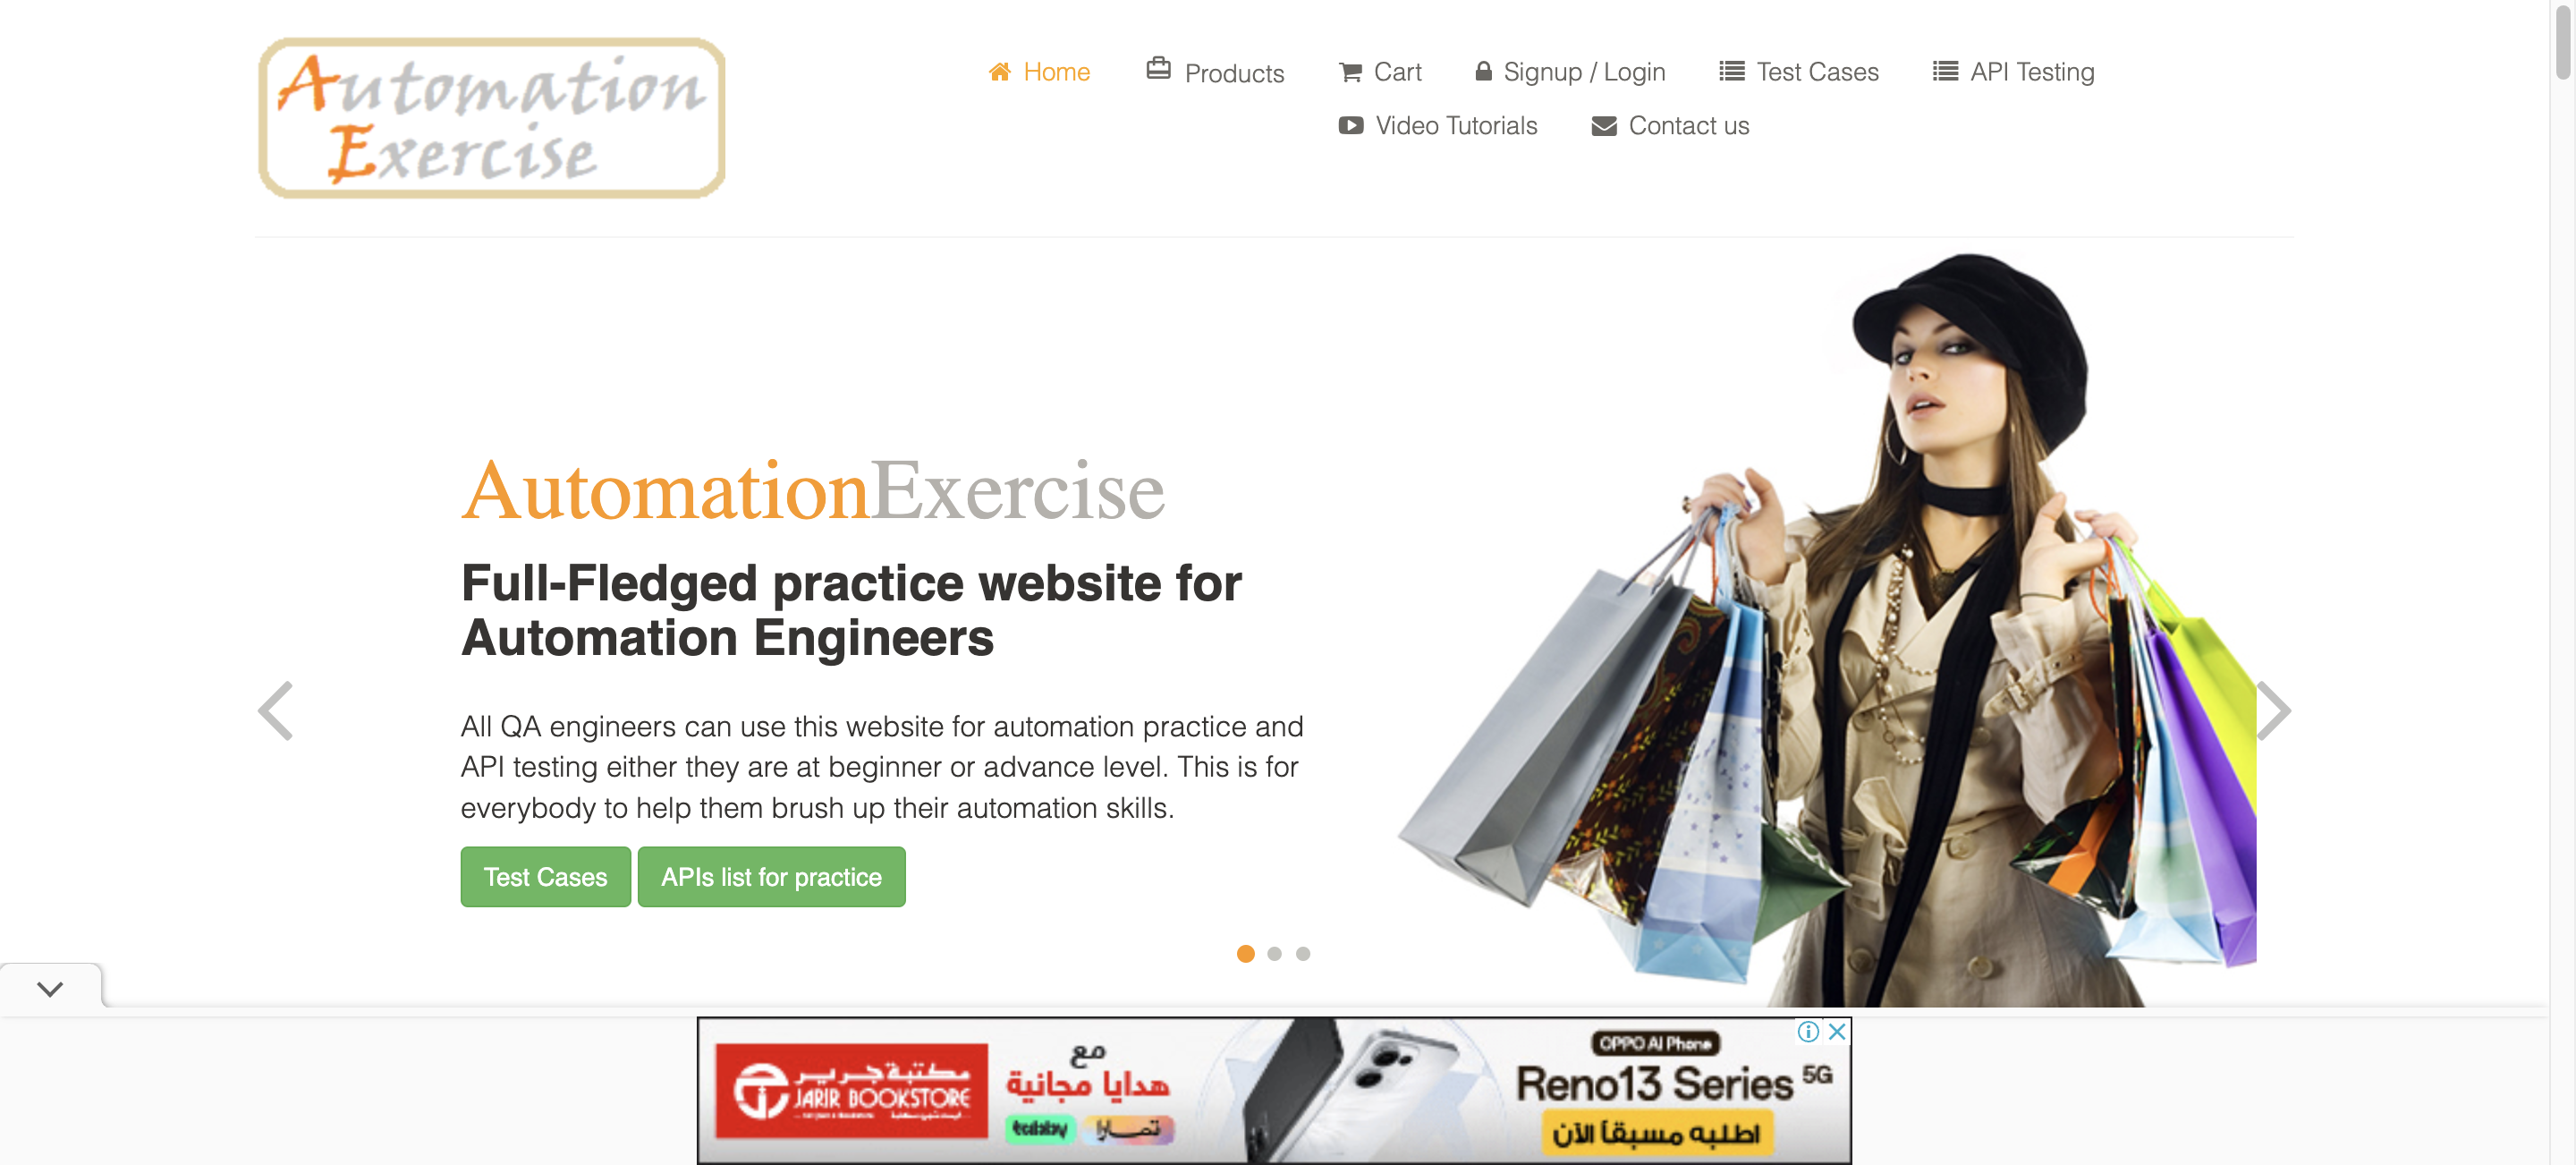 Automation
Exercise
Home
Products
Cart
Signup / Login
Test Cases
API Testing
Video Tutorials
Contact us
AutomationExercise
Full-Fledged practice website for
Automation Engineers
All QA engineers can use this website for automation practice and
API testing either they are at beginner or advance level. This is for
everybody to help them brush up their automation skills.
Test Cases
APIs list for practice
مكتبة جرير
JARIR BOOKSTORE
مع
هدايا مجانية
تمارا
OPPO AI Phone
Reno13 Series 5G
اطلبه مسبقاً الآن